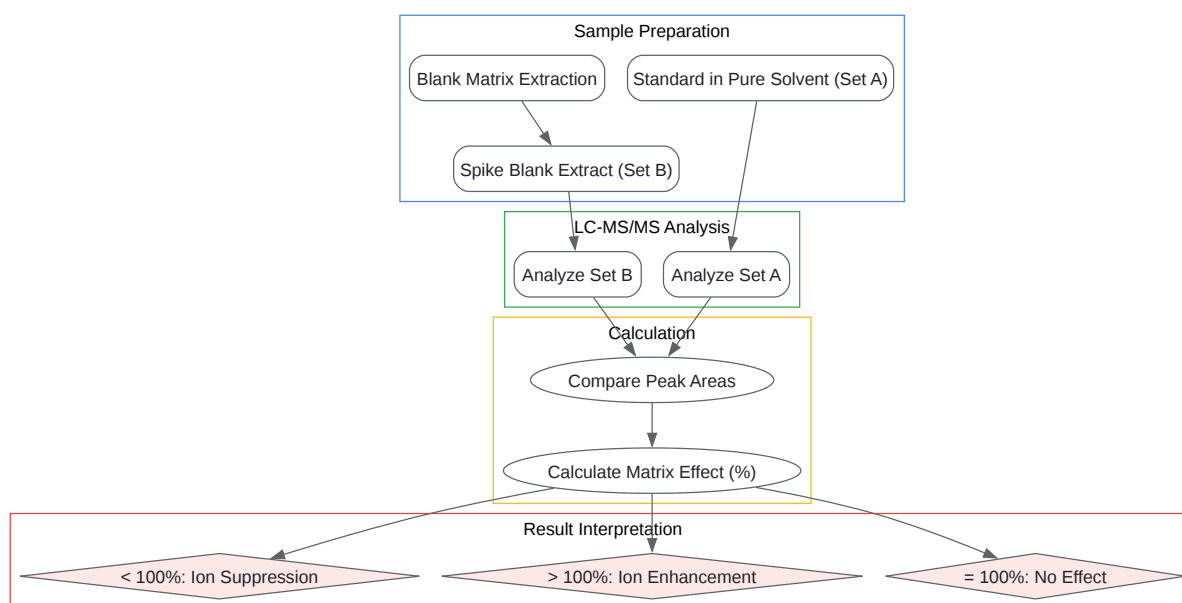 Sample Preparation
Blank Matrix Extraction
Standard in Pure Solvent (Set A)
Spike Blank Extract (Set B)
LC-MS/MS Analysis
Analyze Set B
Analyze Set A
Calculation
Compare Peak Areas
Calculate Matrix Effect (%)
Result Interpretation
< 100%: Ion Suppression
> 100%: Ion Enhancement
= 100%: No Effect